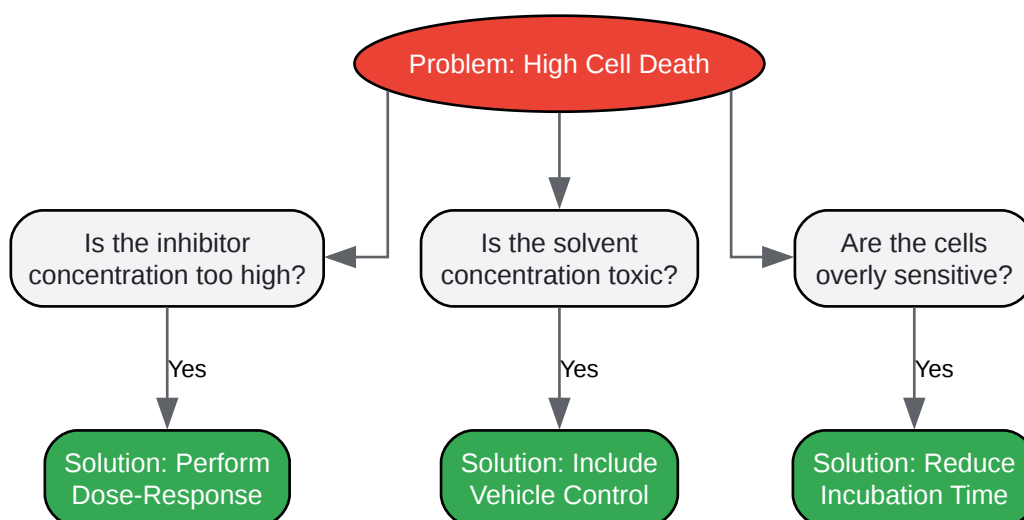 Problem: High Cell Death
Is the inhibitor
concentration too high?
Is the solvent
concentration toxic?
Are the cells
overly sensitive?
Yes
Yes
Yes
Solution: Perform
Dose-Response
Solution: Include
Vehicle Control
Solution: Reduce
Incubation Time